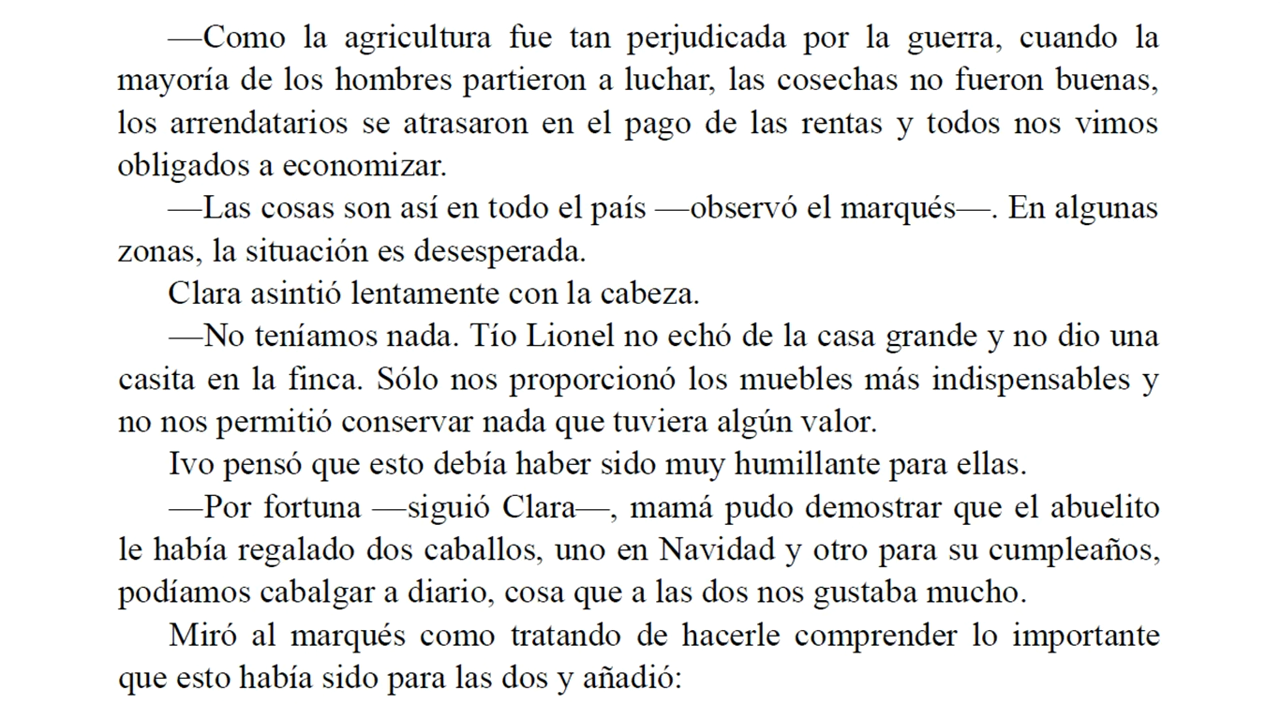 —Como la agricultura fue tan perjudicada por la guerra, cuando la
mayoría de los hombres partieron a luchar, las cosechas no fueron buenas,
los arrendatarios se atrasaron en el pago de las rentas y todos nos vimos
obligados a economizar.
—Las cosas son así en todo el país —observó el marqués—. En algunas
zonas, la situación es desesperada.
Clara asintió lentamente con la cabeza.
—No teníamos nada. Tío Lionel no echó de la casa grande y no dio una
casita en la finca. Sólo nos proporcionó los muebles más indispensables y
no nos permitió conservar nada que tuviera algún valor.
Ivo pensó que esto debía haber sido muy humillante para ellas.
—Por fortuna —siguió Clara—, mamá pudo demostrar que el abuelito
le había regalado dos caballos, uno en Navidad y otro para su cumpleaños,
podíamos cabalgar a diario, cosa que a las dos nos gustaba mucho.
Miró al marqués como tratando de hacerle comprender lo importante
que esto había sido para las dos y añadió: